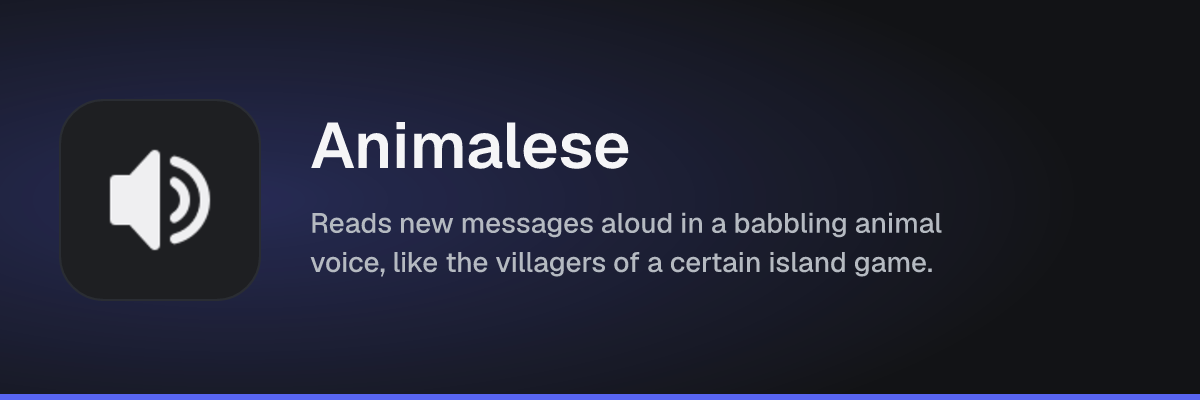 Animalese
Reads new messages aloud in a babbling animal
voice, like the villagers of a certain island game.